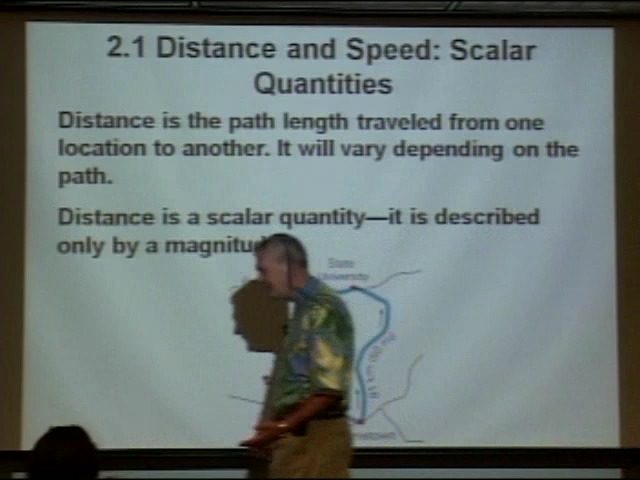 2.1 Distance and Speed: Scalar
Quantities
Distance is the path length traveled from one
location to another. It will vary depending on the
path.
Distance is a scalar quantity—it is described
only by a magnitud
State
University